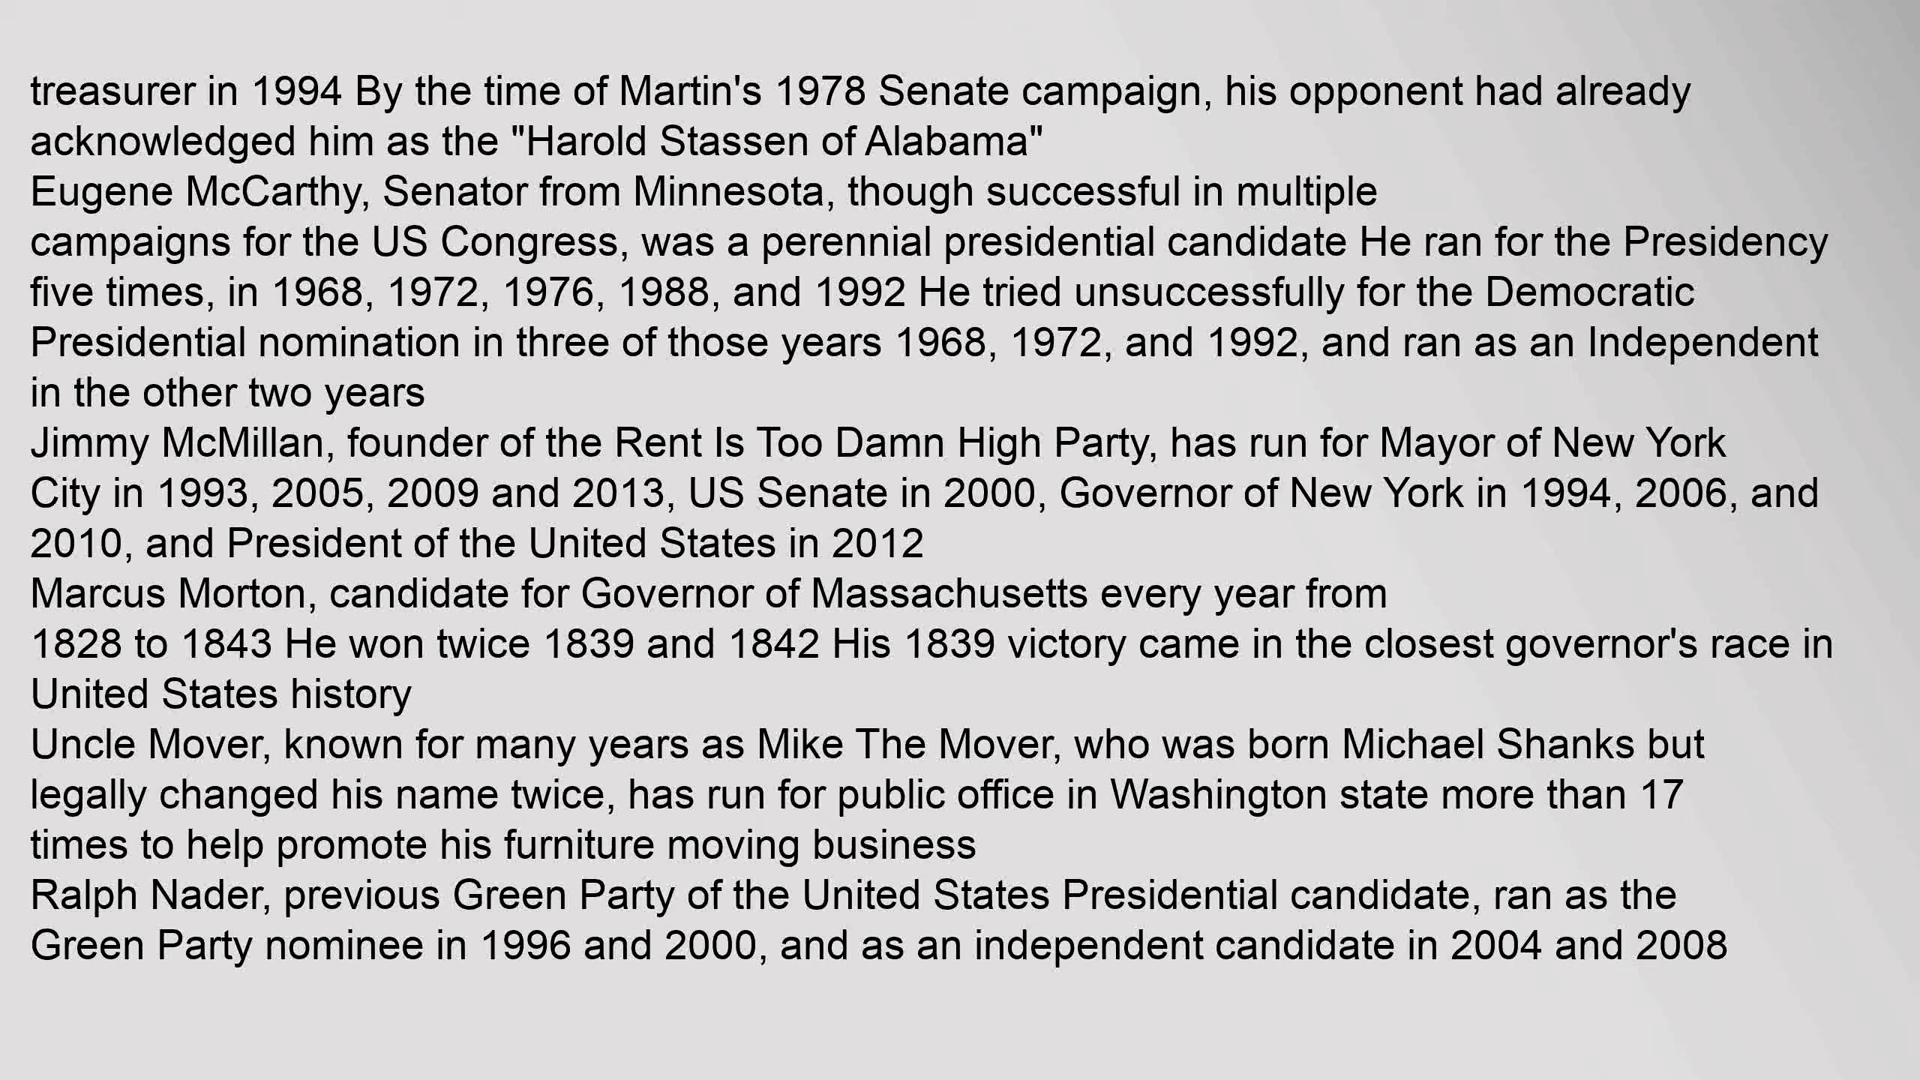 treasurer in 1994 By the time of Martin's 1978 Senate campaign, his opponent had already
acknowledged him as the "Harold Stassen of Alabama"
Eugene McCarthy, Senator from Minnesota, though successful in multiple
campaigns for the US Congress, was a perennial presidential candidate He ran for the Presidency
five times, in 1968, 1972, 1976, 1988, and 1992 He tried unsuccessfully for the Democratic
Presidential nomination in three of those years 1968, 1972, and 1992, and ran as an Independent
in the other two years
Jimmy McMillan, founder of the Rent Is Too Damn High Party, has run for Mayor of New York
City in 1993, 2005, 2009 and 2013, US Senate in 2000, Governor of New York in 1994, 2006, and
2010, and President of the United States in 2012
Marcus Morton, candidate for Governor of Massachusetts every year from
1828 to 1843 He won twice 1839 and 1842 His 1839 victory came in the closest governor's race in
United States history
Uncle Mover, known for many years as Mike The Mover, who was born Michael Shanks but
legally changed his name twice, has run for public office in Washington state more than 17
times to help promote his furniture moving business
Ralph Nader, previous Green Party of the United States Presidential candidate, ran as the
Green Party nominee in 1996 and 2000, and as an independent candidate in 2004 and 2008